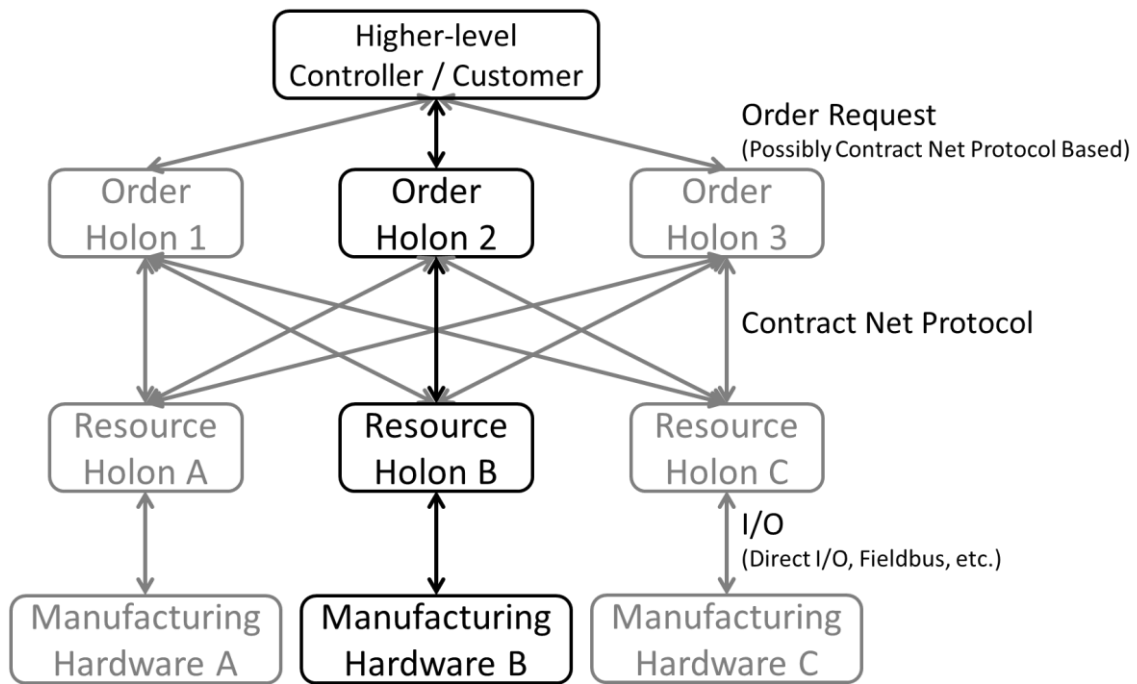 Higher-level
Controller / Customer
Order Request
(Possibly Contract Net Protocol Based)
Order
Holon 1
Order
Holon 2
Order
Holon 3
Contract Net Protocol
Resource
Holon A
Resource
Holon B
Resource
Holon C
I/O
(Direct I/O, Fieldbus, etc.)
Manufacturing
Hardware A
Manufacturing
Hardware B
Manufacturing
Hardware C